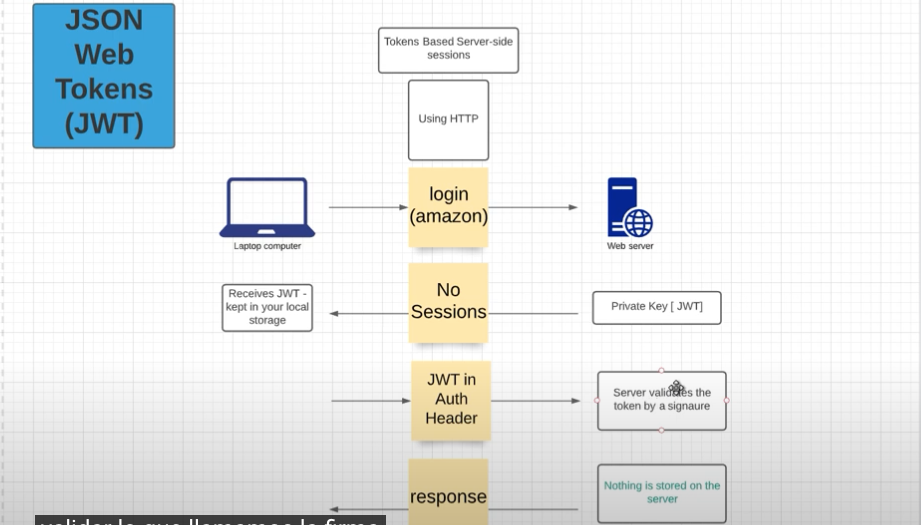 JSON
Web
Tokens
(JWT)
Tokens Based Server-side
sessions
Using HTTP
login
(amazon)
Laptop computer
Web server
No
Sessions
Receives JWT -
kept in your local
storage
Private Key [ JWT]
JWT in
Auth
Header
Server validates the
token by a signaure
response
Nothing is stored on the
server